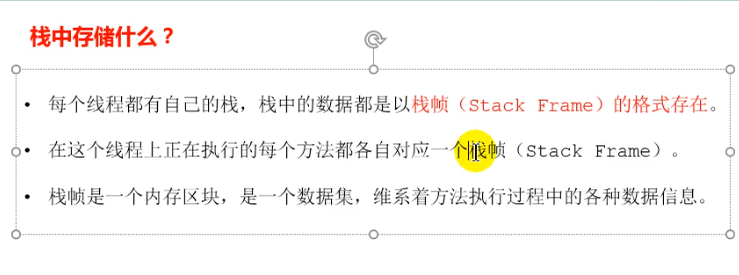 栈中存储什么？
• 每个线程都有自己的栈，栈中的数据都是以栈帧（Stack Frame）的格式存在。
• 在这个线程上正在执行的每个方法都各自对应一个栈帧（Stack Frame）。
• 栈帧是一个内存区块，是一个数据集，维系着方法执行过程中的各种数据信息。